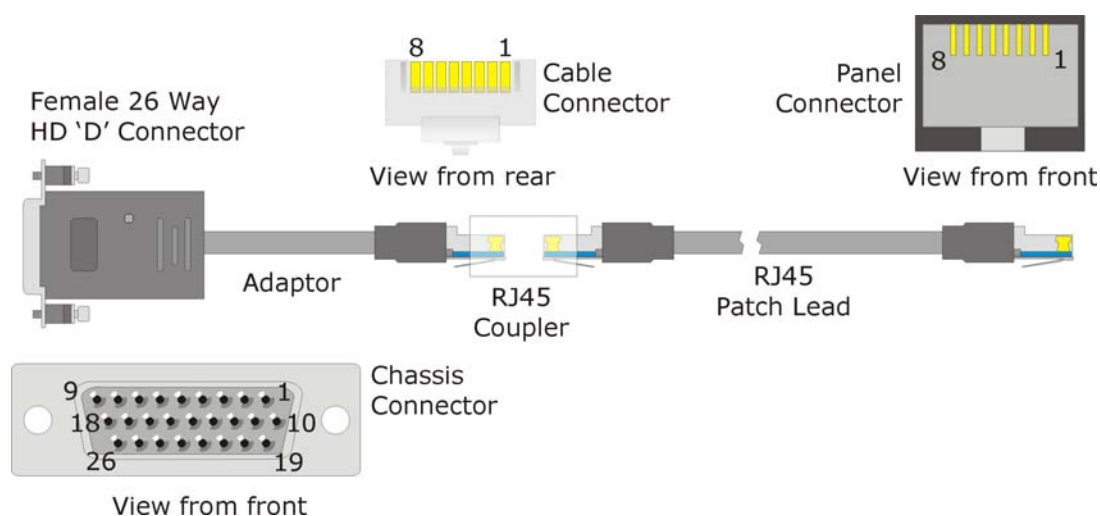 Female 26 Way
HD ‘D’ Connector
8 1
Cable
Connector
View from rear
Panel
Connector
8 1
View from front
Adaptor
RJ45
Coupler
RJ45
Patch Lead
Chassis
Connector
9 1
18 10
26 19
View from front